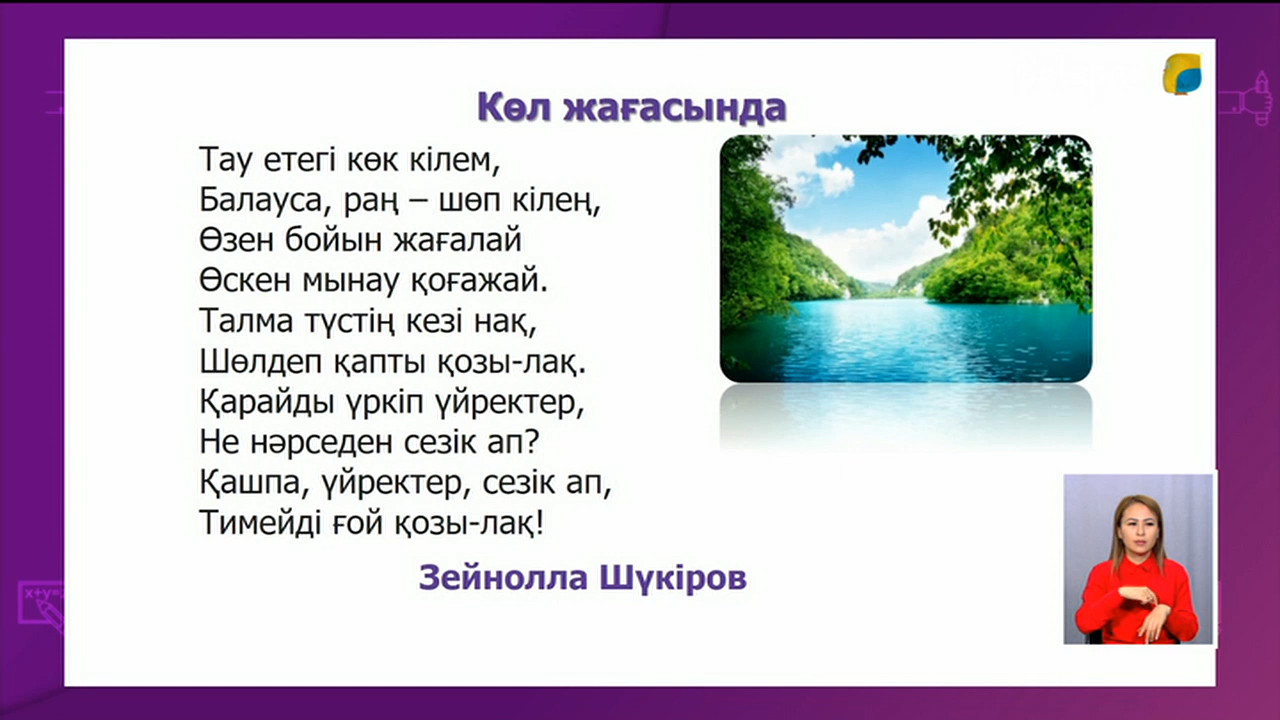 Көл жағасында
Тау етегі көк кілем,
Балауса, раң – шөп кілең,
Өзен бойын жағалай
Өскен мынау қоғажай.
Талма түстің кезі нақ,
Шөлдеп қапты қозы-лақ.
Қарайды үркіп үйректер,
Не нәрседен сезік ап?
Қашпа, үйректер, сезік ап,
Тимейді ғой қозы-лақ!
Зейнолла Шүкіров